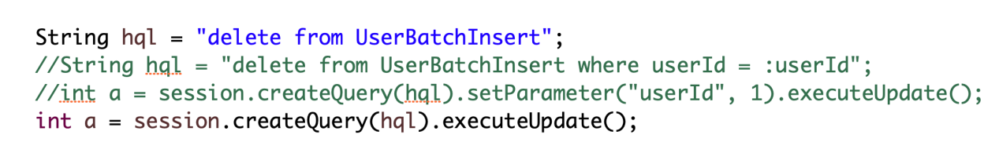 String hql = "delete from UserBatchInsert";
//String hql = "delete from UserBatchInsert where userId = :userId";
//int a = session.createQuery(hql).setParameter("userId", 1).executeUpdate();
int a = session.createQuery(hql).executeUpdate();